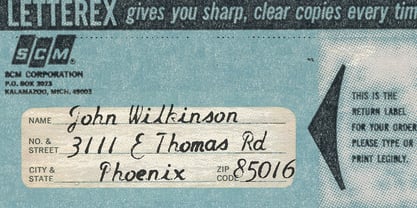 LETTEREX gives you sharp, clear copies every tim
SCM
SCM CORPORATION
P.O. BOX 3073
KALAMAZOO, MICH. 49003
NAME John Wilkinson
NO. & STREET 3111 E Thomas Rd
CITY & STATE Phoenix ZIP CODE 85016
THIS IS THE
RETURN LABEL
FOR YOUR ORDER
PLEASE TYPE OR
PRINT LEGIBLY.